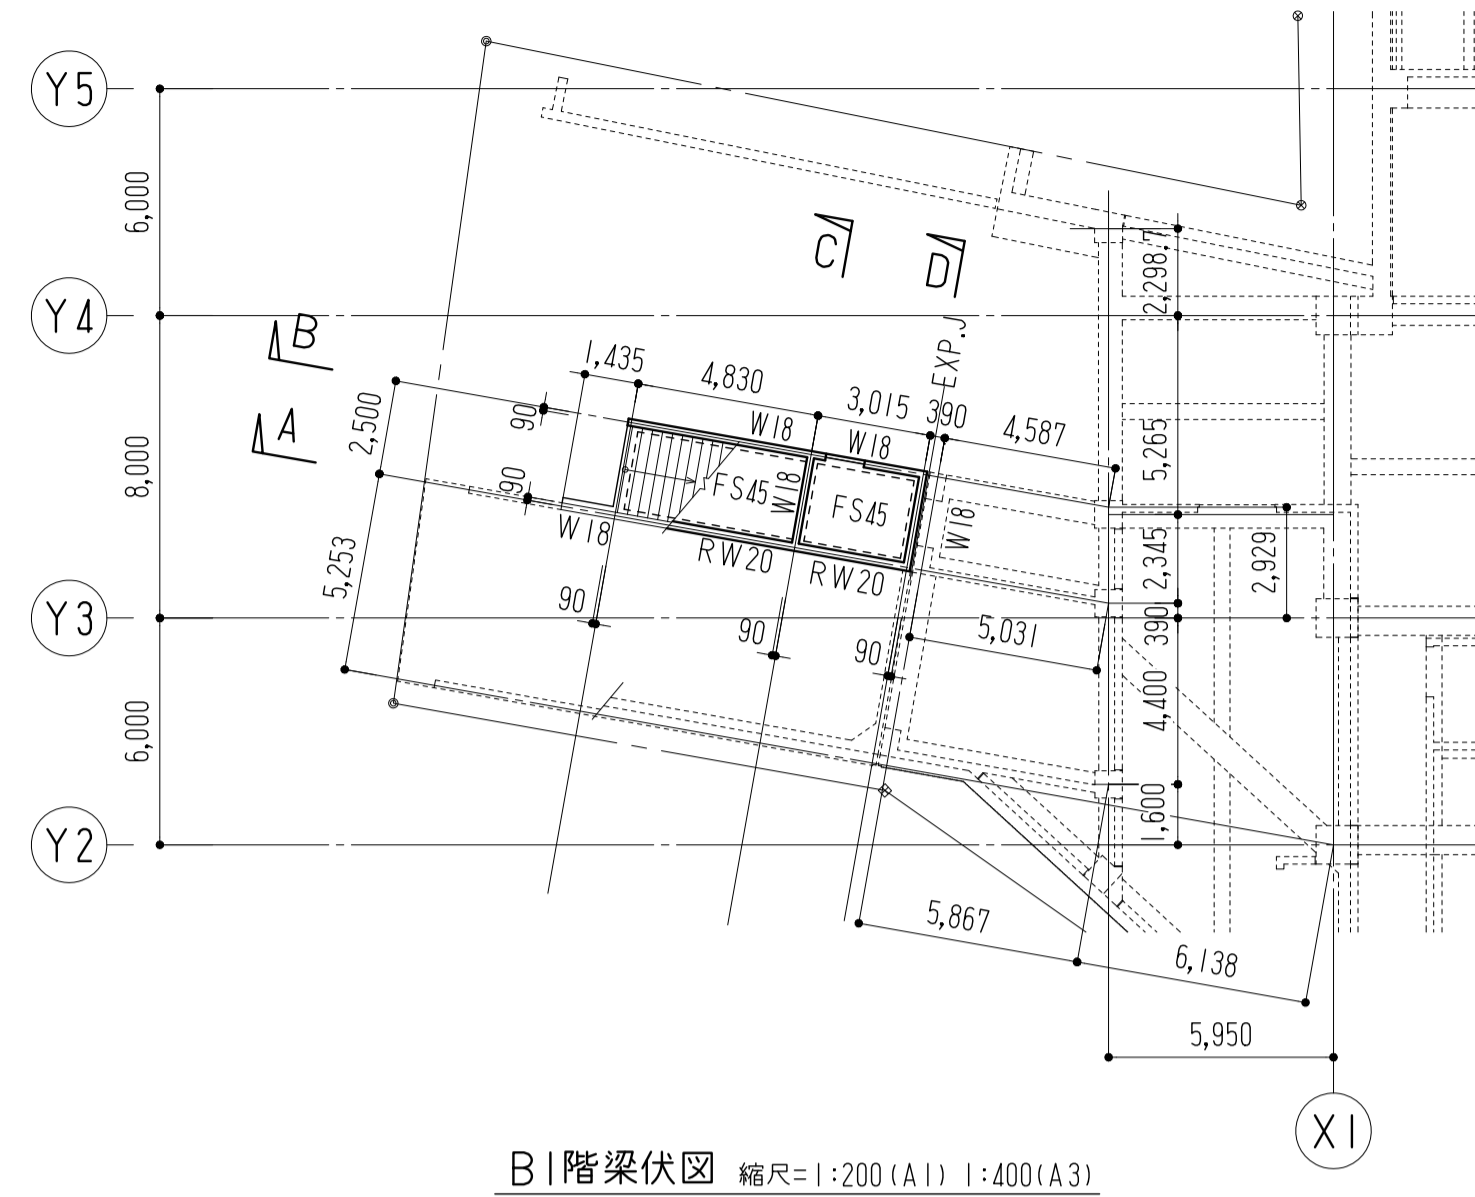 Y5
6,000
Y4
8,000
Y3
6,000
Y2
B
A
C
D
EXP.J
1,435
4,830
3,015
390
4,587
2,500
5,253
90
90
W18
W18
W18
W18
W18
FS45
FS45
RW20
RW20
90
90
90
5,031
2,298.7
5,265
2,345
390
4,400
1,600
2,929
5,867
6,138
5,950
X1
B1階梁伏図 縮尺=1:200(A1) 1:400(A3)